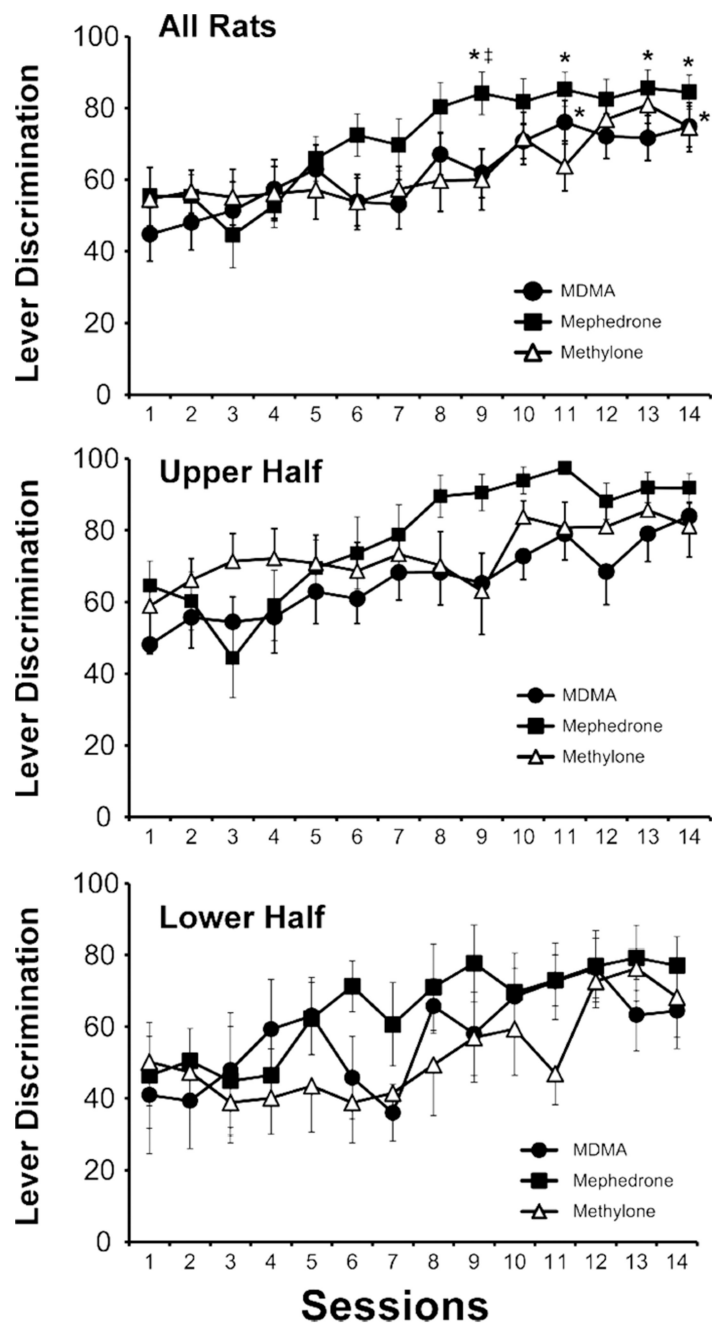 All Rats
Lever Discrimination
100
80
60
40
20
0
*‡
*
*
*
*
*
MDMA
Mephedrone
Methylone
1 2 3 4 5 6 7 8 9 10 11 12 13 14
Upper Half
Lever Discrimination
100
80
60
40
20
0
MDMA
Mephedrone
Methylone
1 2 3 4 5 6 7 8 9 10 11 12 13 14
Lower Half
Lever Discrimination
100
80
60
40
20
0
MDMA
Mephedrone
Methylone
1 2 3 4 5 6 7 8 9 10 11 12 13 14
Sessions